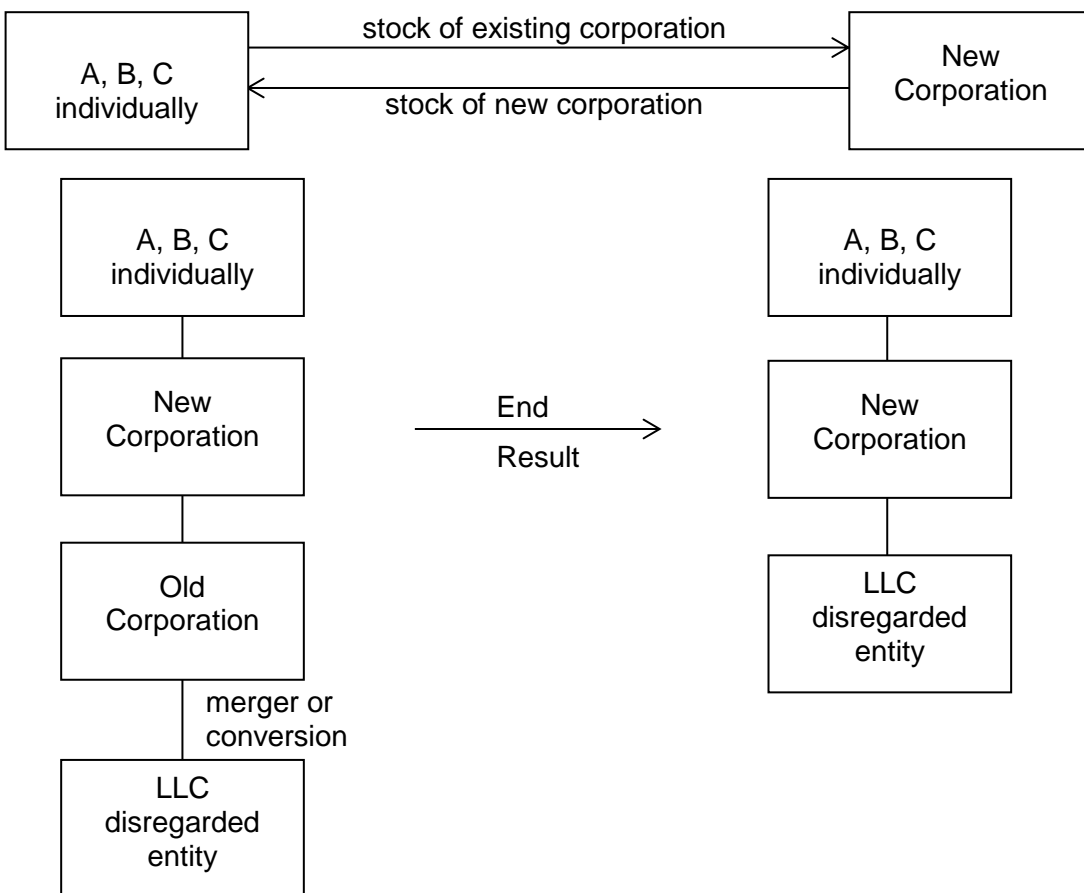 stock of existing corporation
A, B, C
individually
New
Corporation
stock of new corporation
A, B, C
individually
New
Corporation
Old
Corporation
merger or
conversion
LLC
disregarded
entity
End
Result
A, B, C
individually
New
Corporation
LLC
disregarded
entity